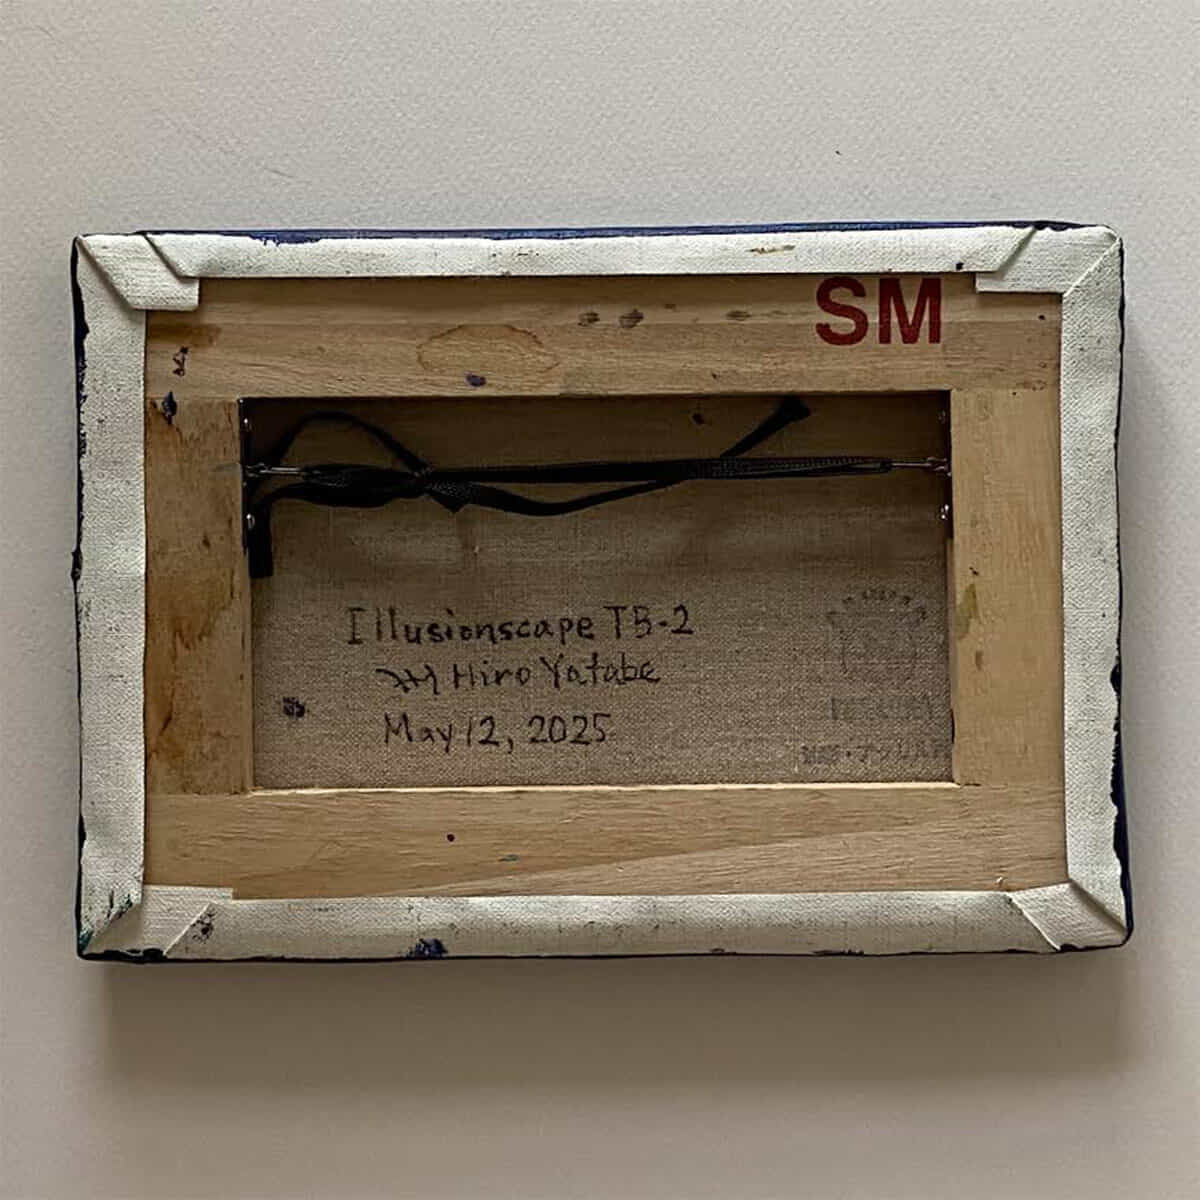 SM
Illusionscape TB-2
Hiro Yatabe
May 12, 2025